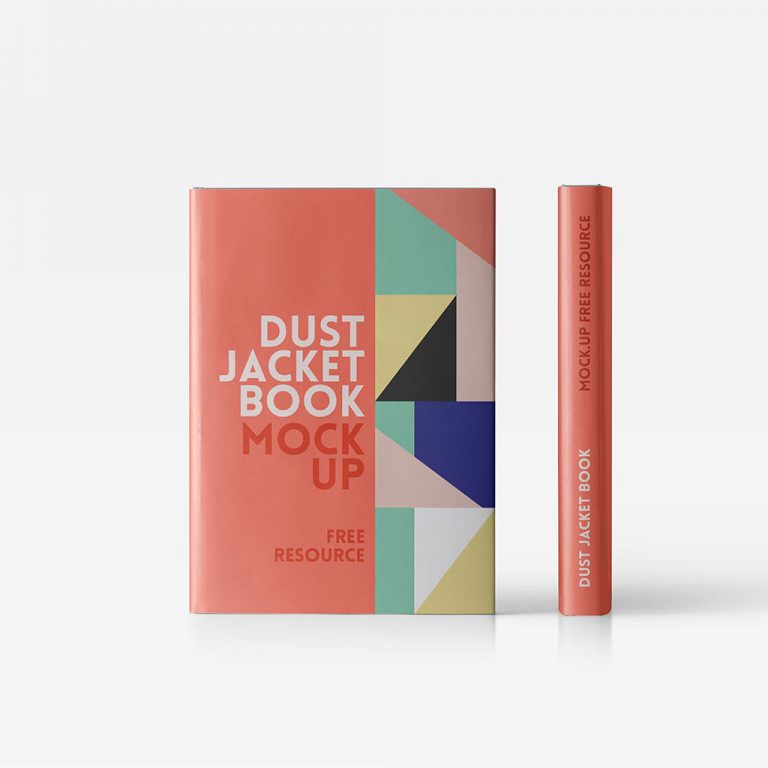 DUST
JACKET
BOOK
MOCK
UP
FREE
RESOURCE
DUST JACKET BOOK MOCK.UP FREE RESOURCE